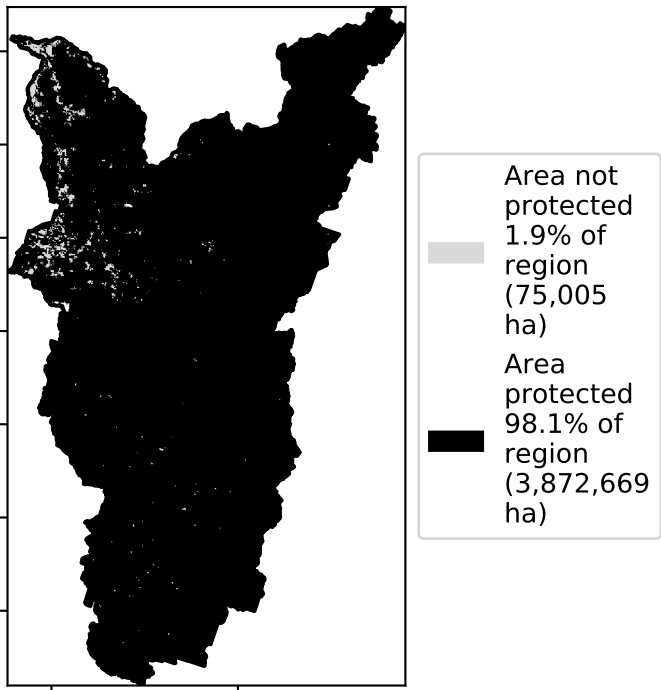 Area not
protected
1.9% of
region
(75,005
ha)
Area
protected
98.1% of
region
(3,872,669
ha)